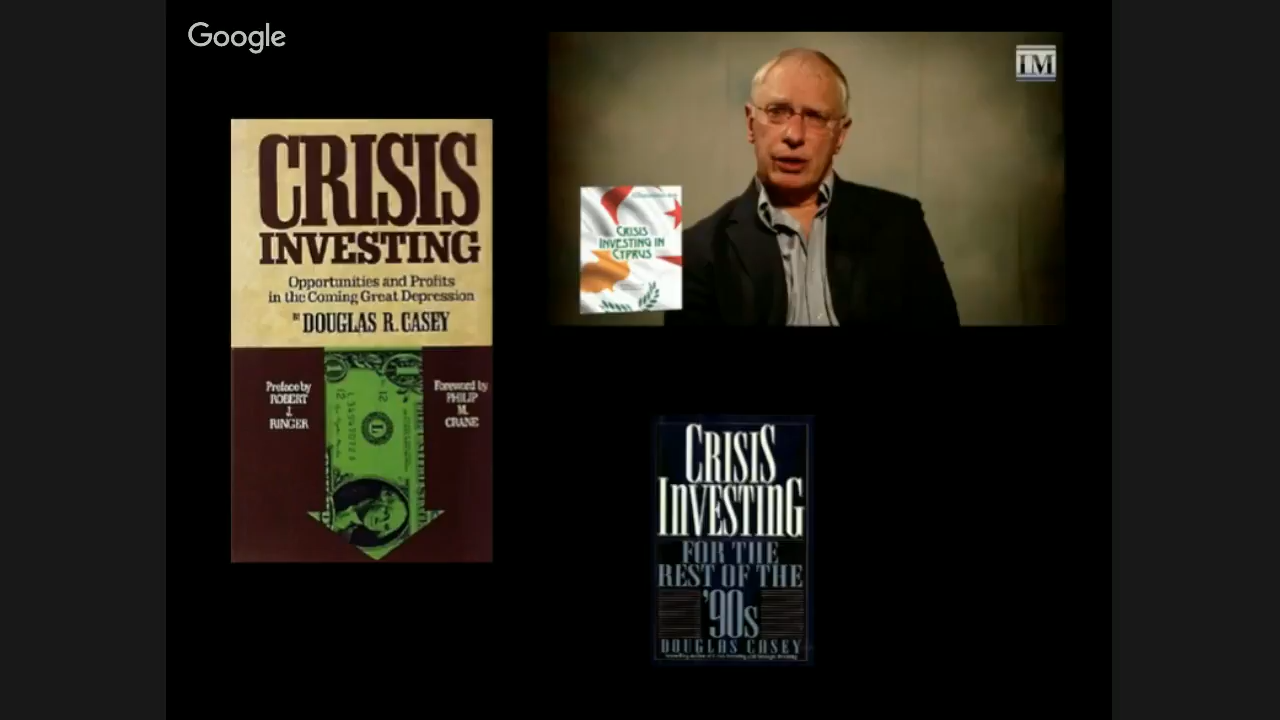 Google
IM
CRISIS
INVESTING
Opportunities and Profits
in the Coming Great Depression
BY DOUGLAS R. CASEY
Preface by
ROBERT
J.
RINGER
Foreword by
PHILIP
M.
CRANE
CRISIS
INVESTING IN
CYPRUS
CRISIS
INVESTING
FOR THE
REST OF THE
'90s
DOUGLAS CASEY